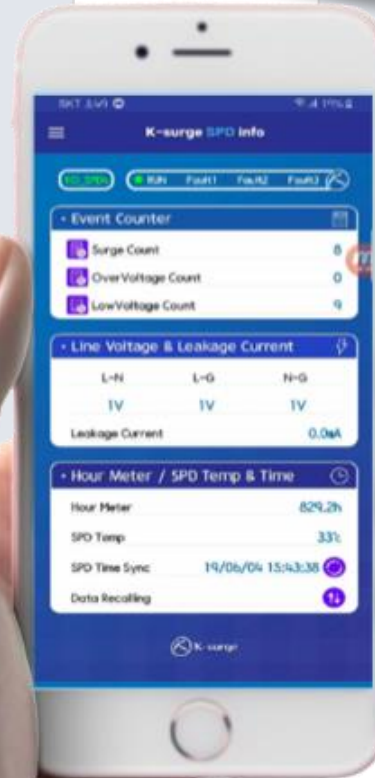 K-surge SPD info
RUN Fault1 Fault2 Fault3
• Event Counter
Surge Count 8
OverVoltage Count 0
LowVoltage Count 9
• Line Voltage & Leakage Current
L-N L-G N-G
1V 1V 1V
Leakage Current 0.0mA
• Hour Meter / SPD Temp & Time
Hour Meter 829.2h
SPD Temp 33℃
SPD Time Sync 19/06/04 15:43:38
Data Recalling
K-surge